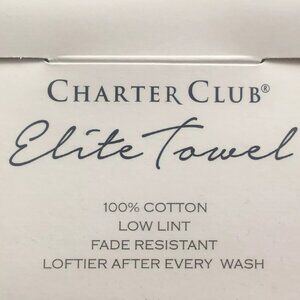 CHARTER CLUB®
Elite Towel
100% COTTON
LOW LINT
FADE RESISTANT
LOFTIER AFTER EVERY WASH